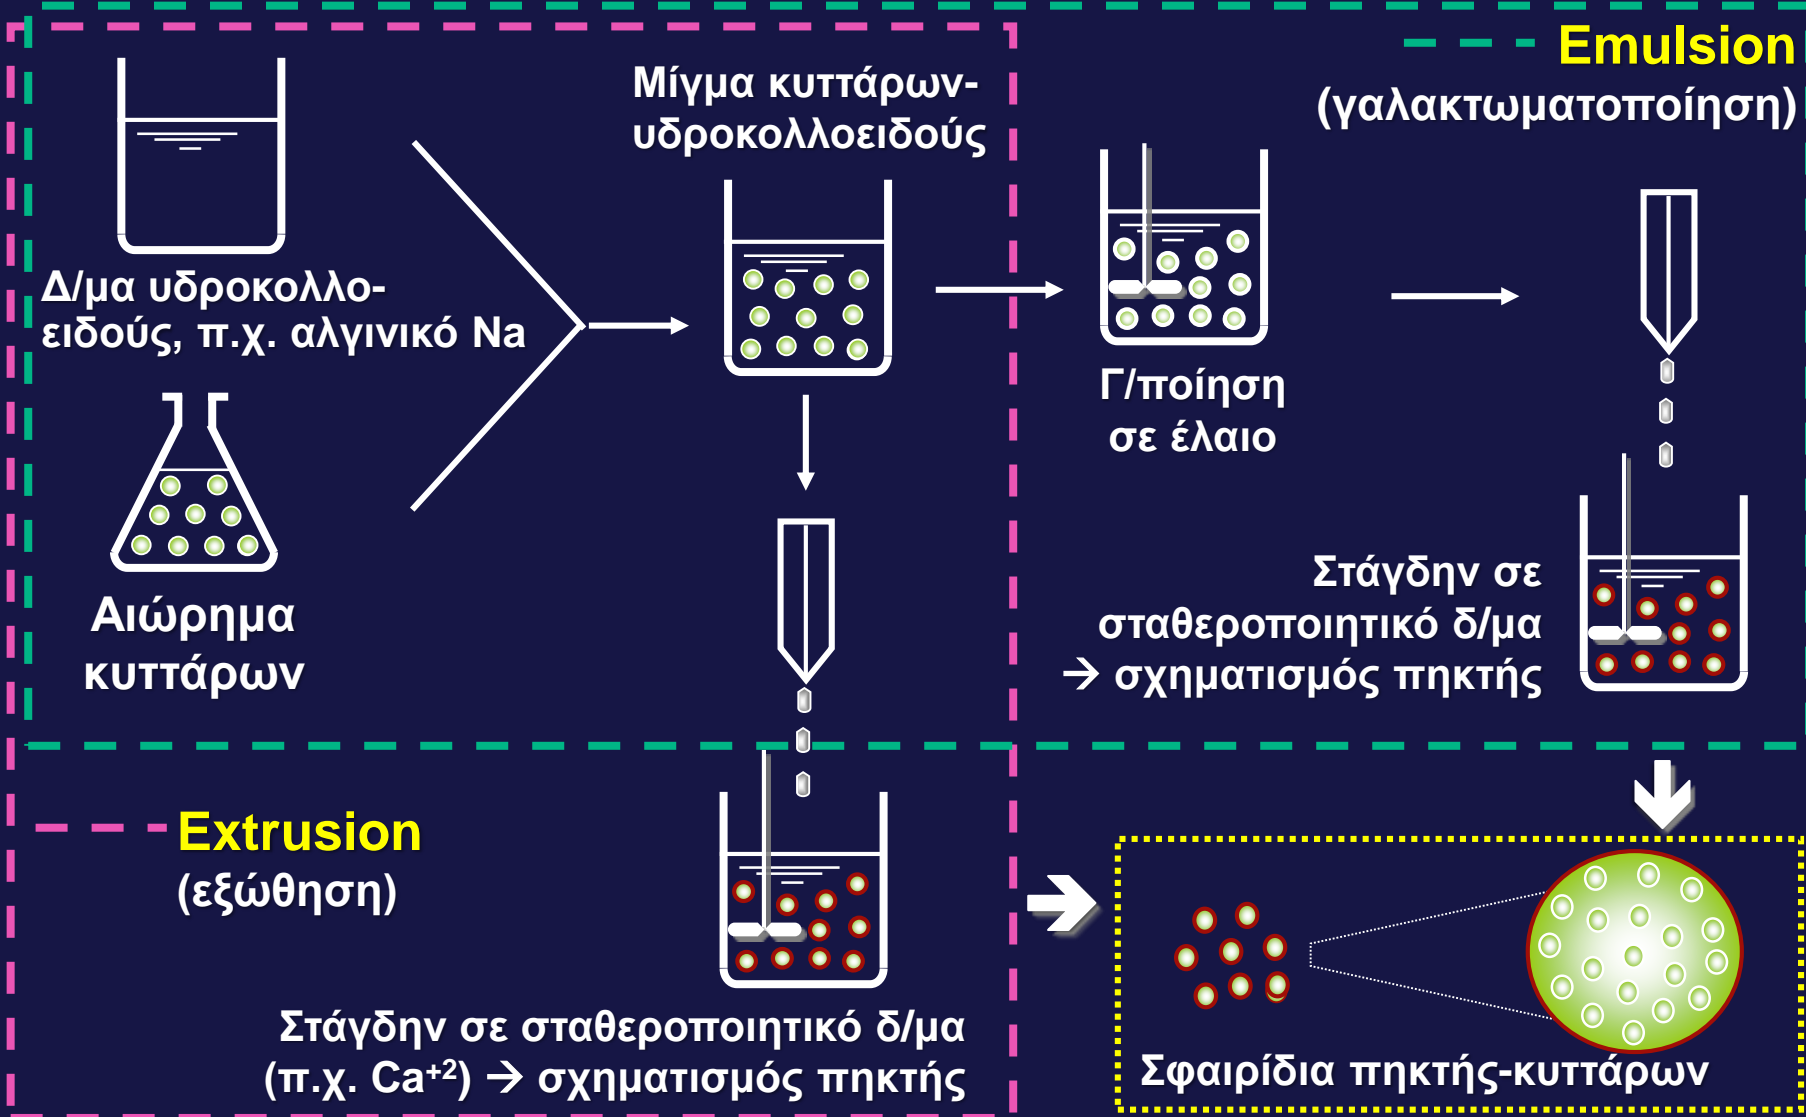 Emulsion
(γαλακτωματοποίηση)
Μίγμα κυττάρων-
υδροκολλοειδούς
Δ/μα υδροκολλο-
ειδούς, π.χ. αλγινικό Na
Γ/ποίηση
σε έλαιο
Αιώρημα
κυττάρων
Στάγδην σε
σταθεροποιητικό δ/μα
→ σχηματισμός πηκτής
Extrusion
(εξώθηση)
Στάγδην σε σταθεροποιητικό δ/μα
(π.χ. Ca⁺²) → σχηματισμός πηκτής
Σφαιρίδια πηκτής-κυττάρων